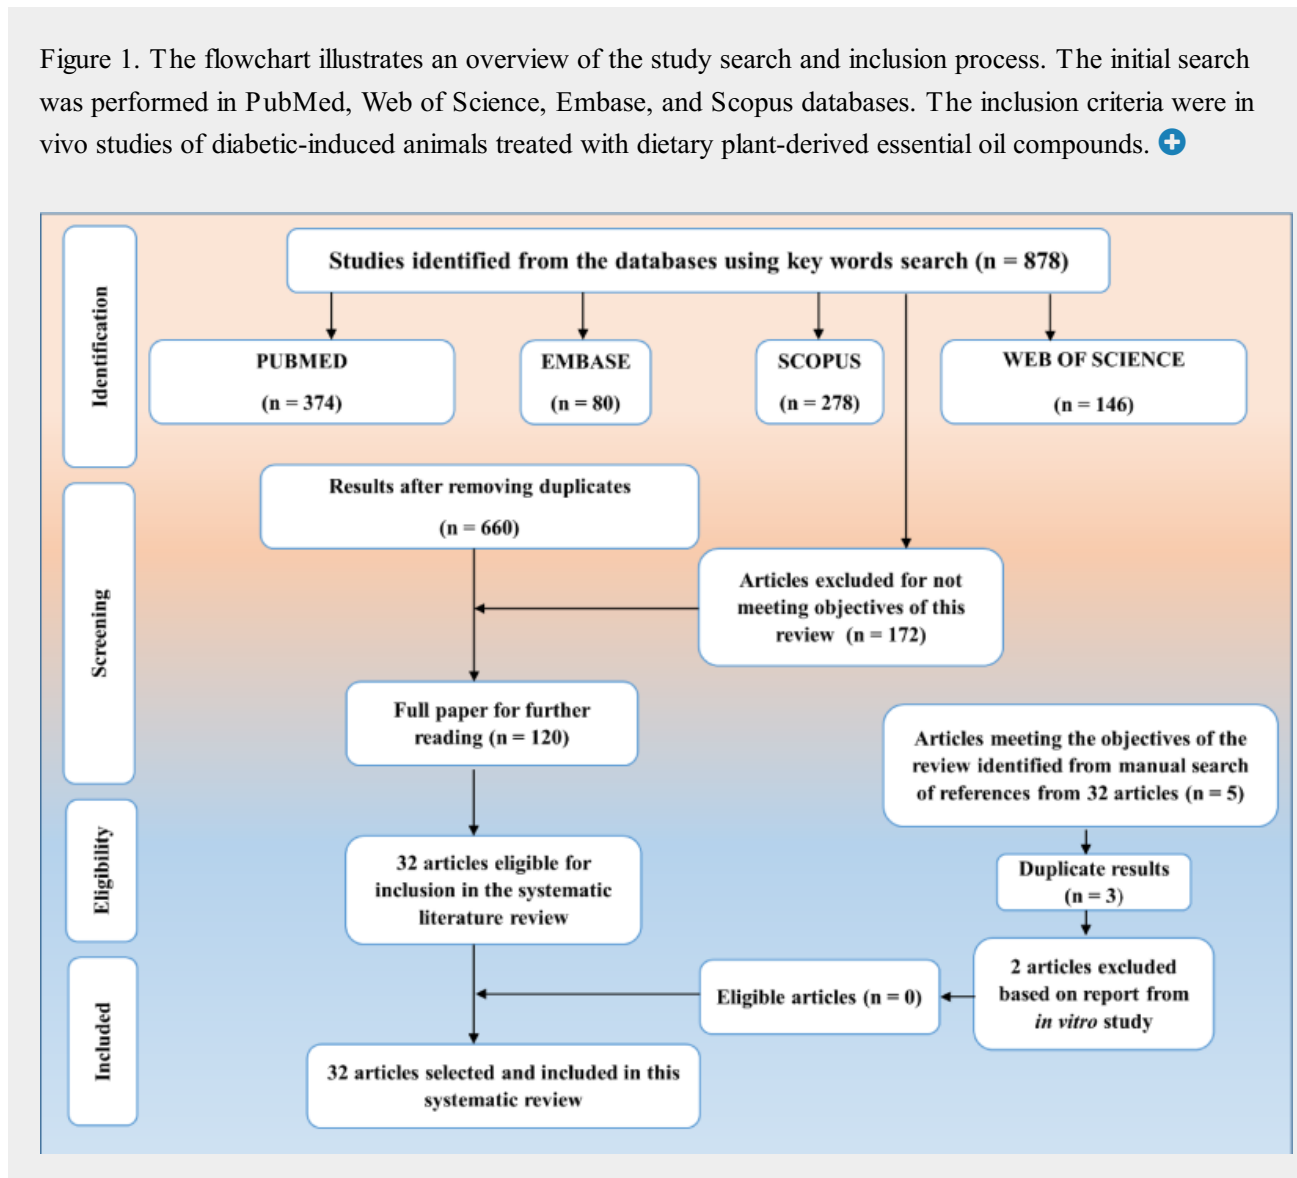 Figure 1. The flowchart illustrates an overview of the study search and inclusion process. The initial search
was performed in PubMed, Web of Science, Embase, and Scopus databases. The inclusion criteria were in
vivo studies of diabetic-induced animals treated with dietary plant-derived essential oil compounds.
Identification
Studies identified from the databases using key words search (n = 878)
PUBMED
(n = 374)
EMBASE
(n = 80)
SCOPUS
(n = 278)
WEB OF SCIENCE
(n = 146)
Screening
Results after removing duplicates
(n = 660)
Articles excluded for not
meeting objectives of this
review (n = 172)
Full paper for further
reading (n = 120)
Articles meeting the objectives of the
review identified from manual search
of references from 32 articles (n = 5)
Eligibility
32 articles eligible for
inclusion in the systematic
literature review
Duplicate results
(n = 3)
Included
2 articles excluded
based on report from
in vitro study
Eligible articles (n = 0)
32 articles selected and included in this
systematic review